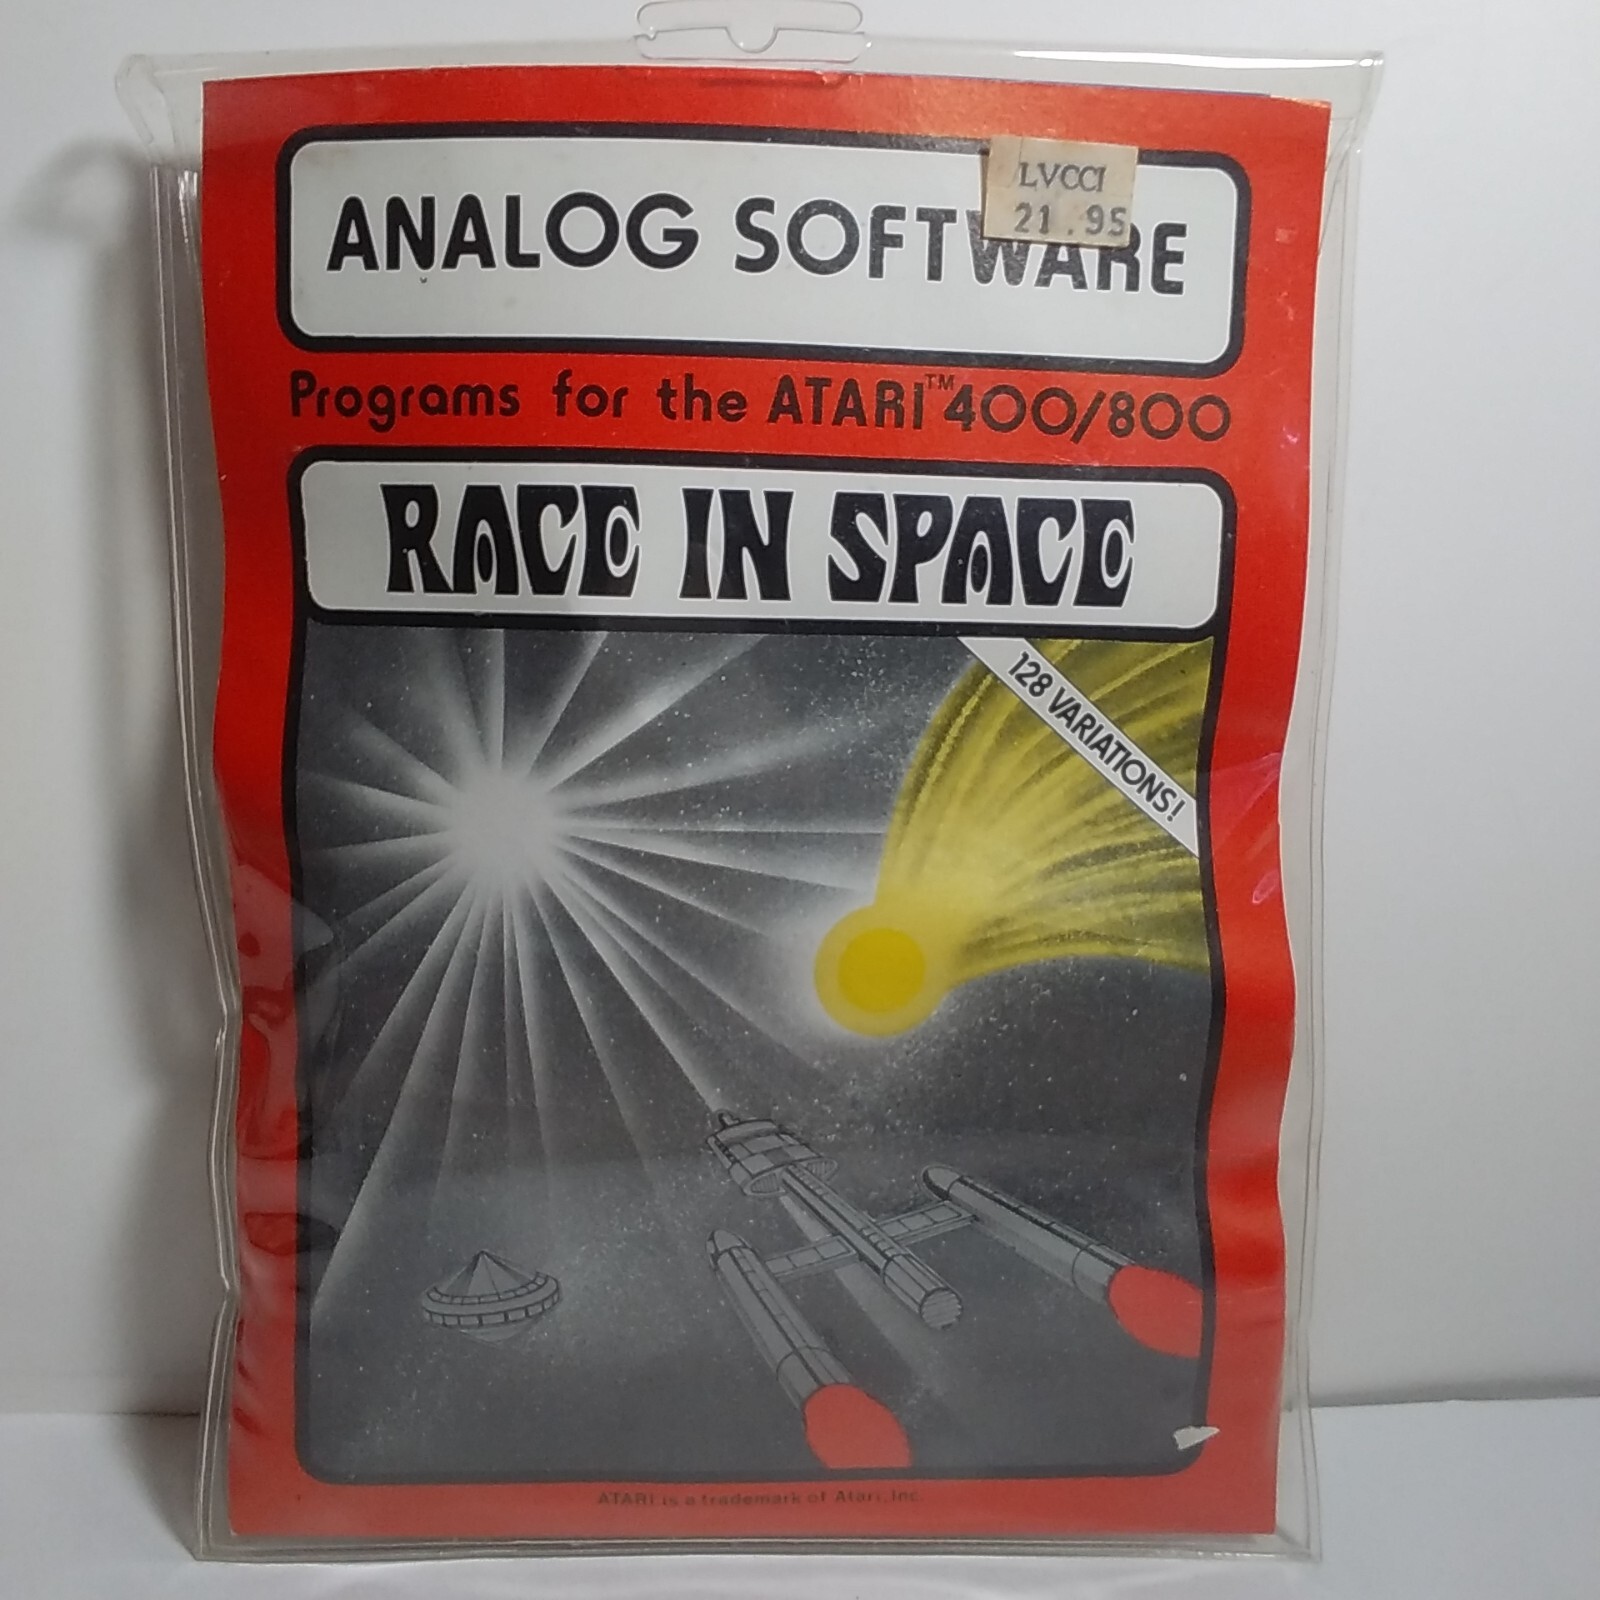 LVCCI
21.95
ANALOG SOFTWARE
Programs for the ATARI™ 400/800
RACE IN SPACE
128 VARIATIONS!
ATARI is a trademark of Atari, Inc.